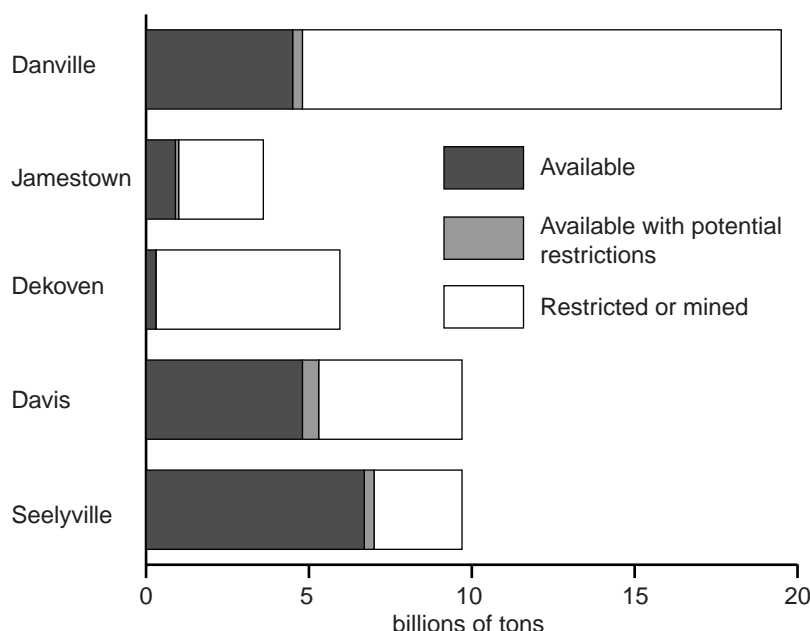 Danville
Jamestown
Dekoven
Davis
Seelyville
Available
Available with potential
restrictions
Restricted or mined
0 5 10 15 20
billions of tons